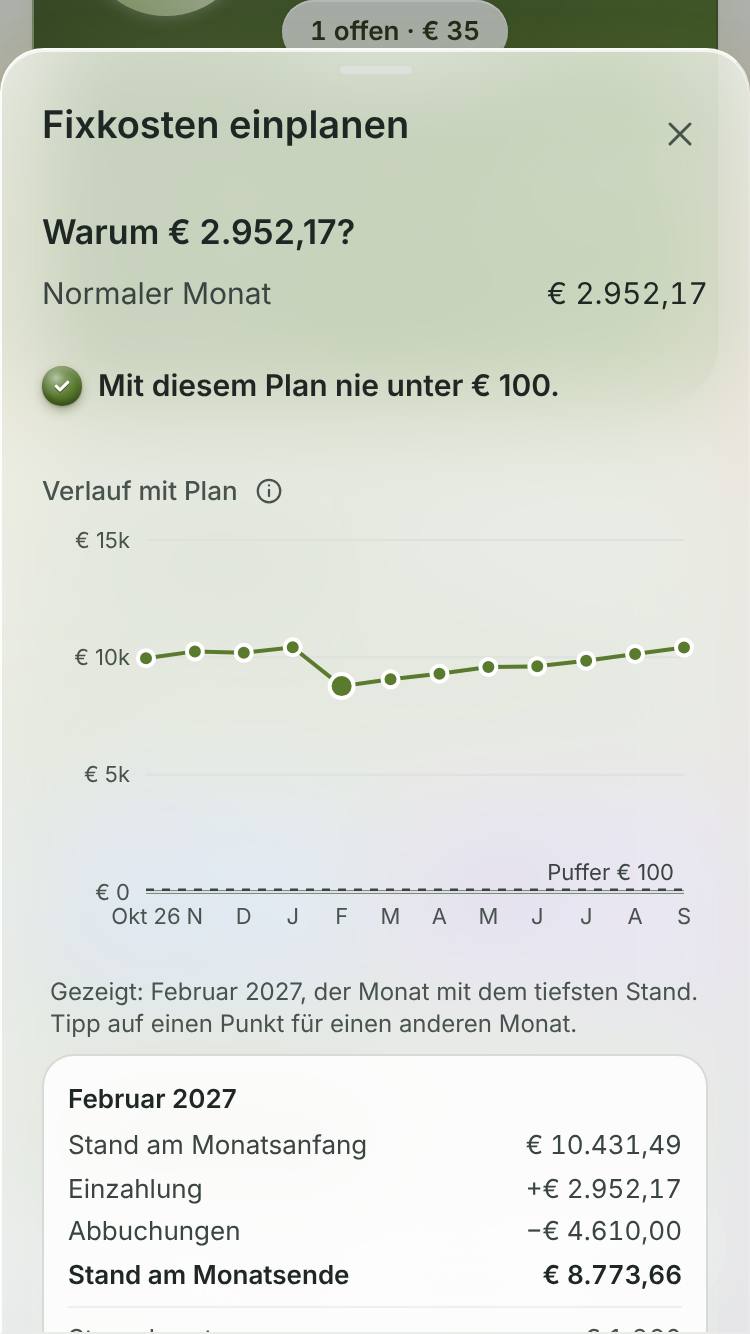 1 offen · € 35
Fixkosten einplanen
Warum € 2.952,17?
Normaler Monat € 2.952,17
Mit diesem Plan nie unter € 100.
Verlauf mit Plan
€ 15k
€ 10k
€ 5k
Puffer € 100
€ 0
Okt 26 N D J F M A M J J A S
Gezeigt: Februar 2027, der Monat mit dem tiefsten Stand.
Tipp auf einen Punkt für einen anderen Monat.
Februar 2027
Stand am Monatsanfang € 10.431,49
Einzahlung +€ 2.952,17
Abbuchungen −€ 4.610,00
Stand am Monatsende € 8.773,66